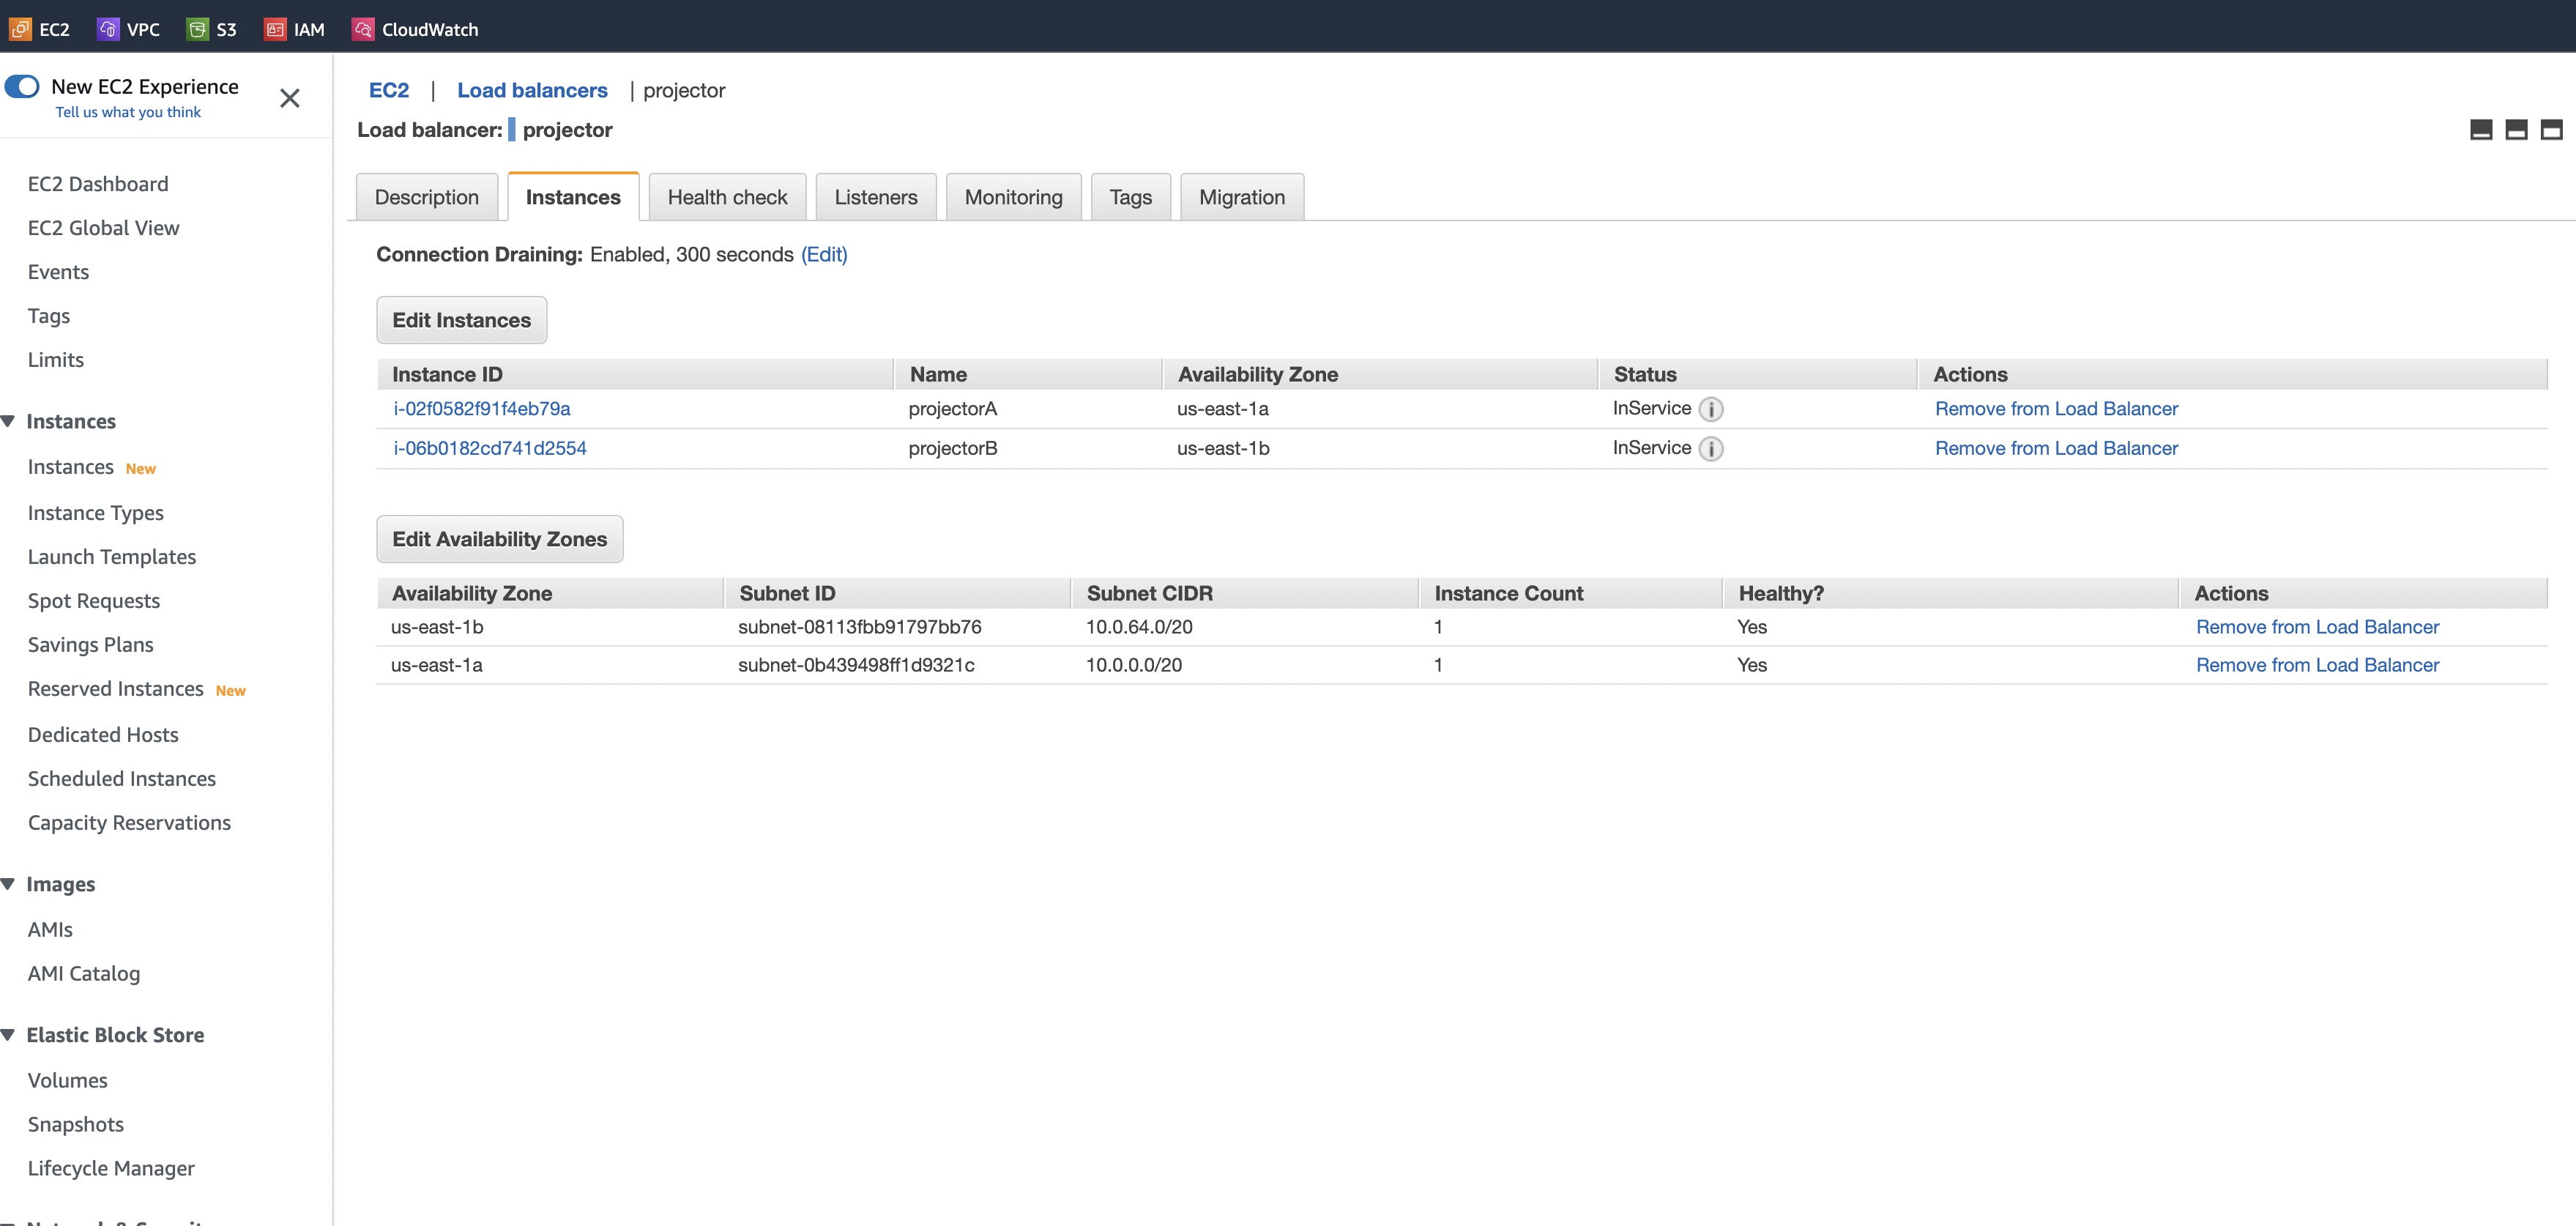 EC2 VPC S3 IAM CloudWatch
New EC2 Experience
Tell us what you think
EC2 Dashboard
EC2 Global View
Events
Tags
Limits
Instances
Instances New
Instance Types
Launch Templates
Spot Requests
Savings Plans
Reserved Instances New
Dedicated Hosts
Scheduled Instances
Capacity Reservations
Images
AMIs
AMI Catalog
Elastic Block Store
Volumes
Snapshots
Lifecycle Manager
EC2 | Load balancers | projector
Load balancer: projector
Description Instances Health check Listeners Monitoring Tags Migration
Connection Draining: Enabled, 300 seconds (Edit)
Edit Instances
Instance ID Name Availability Zone Status Actions
i-02f0582f91f4eb79a projectorA us-east-1a InService i Remove from Load Balancer
i-06b0182cd741d2554 projectorB us-east-1b InService i Remove from Load Balancer
Edit Availability Zones
Availability Zone Subnet ID Subnet CIDR Instance Count Healthy? Actions
us-east-1b subnet-08113fbb91797bb76 10.0.64.0/20 1 Yes Remove from Load Balancer
us-east-1a subnet-0b439498ff1d9321c 10.0.0.0/20 1 Yes Remove from Load Balancer